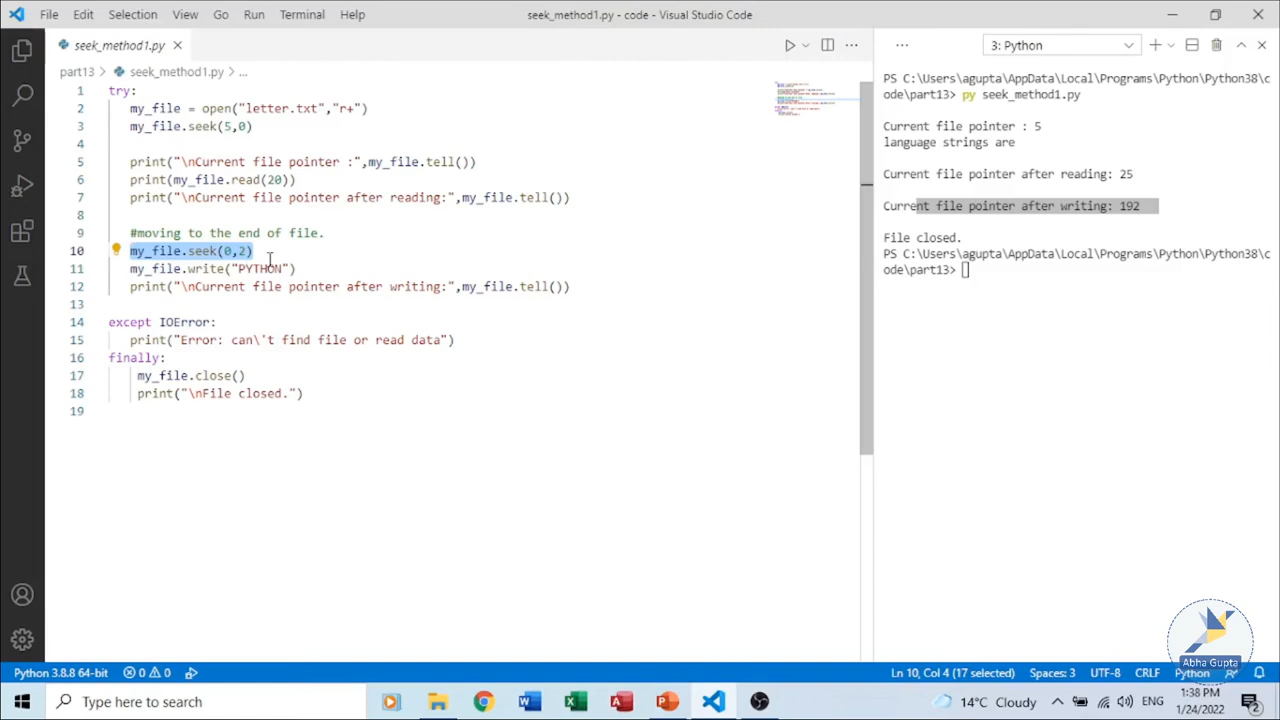 File Edit Selection View Go Run Terminal Help
seek_method1.py - code - Visual Studio Code
seek_method1.py
part13 > seek_method1.py > ...
1 try:
2 my_file = open("letter.txt","r+")
3 my_file.seek(5,0)
4
5 print("\nCurrent file pointer :",my_file.tell())
6 print(my_file.read(20))
7 print("\nCurrent file pointer after reading:",my_file.tell())
8
9 #moving to the end of file.
10 my_file.seek(0,2)
11 my_file.write("PYTHON")
12 print("\nCurrent file pointer after writing:",my_file.tell())
13
14 except IOError:
15 print("Error: can\'t find file or read data")
16 finally:
17 my_file.close()
18 print("\nFile closed.")
19
3: Python
PS C:\Users\agupta\AppData\Local\Programs\Python\Python38\c
ode\part13> py seek_method1.py
Current file pointer : 5
language strings are
Current file pointer after reading: 25
Current file pointer after writing: 192
File closed.
PS C:\Users\agupta\AppData\Local\Programs\Python\Python38\c
ode\part13>
Abha Gupta
Python 3.8.8 64-bit 0 0 Ln 10, Col 4 (17 selected) Spaces: 3 UTF-8 CRLF Python
Type here to search
14°C Cloudy ENG
1:38 PM
1/24/2022
2